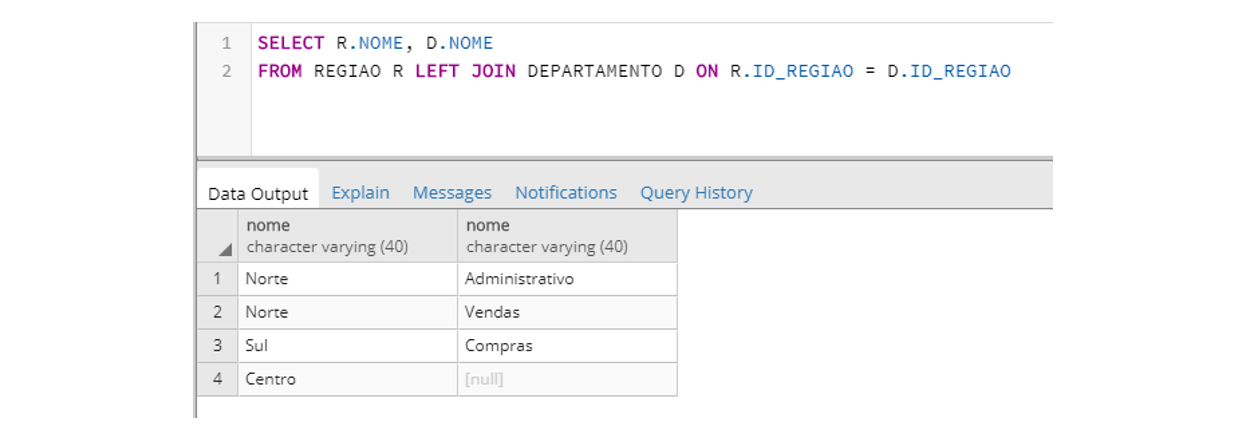 1 SELECT R.NOME, D.NOME
2 FROM REGIAO R LEFT JOIN DEPARTAMENTO D ON R.ID_REGIAO = D.ID_REGIAO
Data Output Explain Messages Notifications Query History
nome nome
character varying (40) character varying (40)
1 Norte Administrativo
2 Norte Vendas
3 Sul Compras
4 Centro [null]